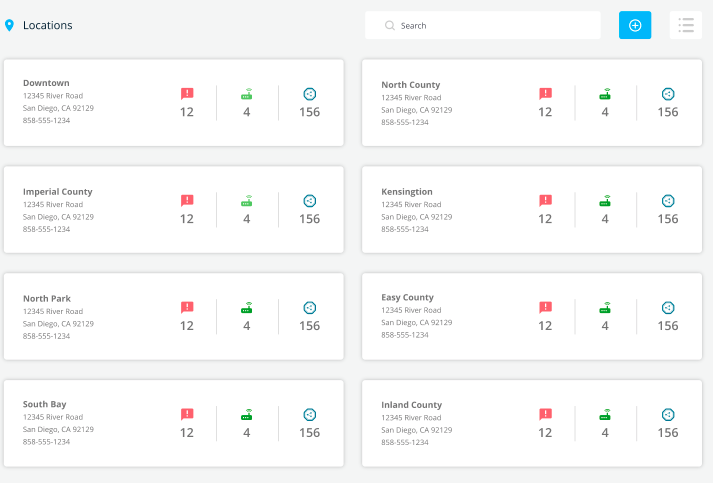 Locations
Search
Downtown
12345 River Road
San Diego, CA 92129
858-555-1234
12
4
156
North County
12345 River Road
San Diego, CA 92129
858-555-1234
12
4
156
Imperial County
12345 River Road
San Diego, CA 92129
858-555-1234
12
4
156
Kensingtion
12345 River Road
San Diego, CA 92129
858-555-1234
12
4
156
North Park
12345 River Road
San Diego, CA 92129
858-555-1234
12
4
156
Easy County
12345 River Road
San Diego, CA 92129
858-555-1234
12
4
156
South Bay
12345 River Road
San Diego, CA 92129
858-555-1234
12
4
156
Inland County
12345 River Road
San Diego, CA 92129
858-555-1234
12
4
156